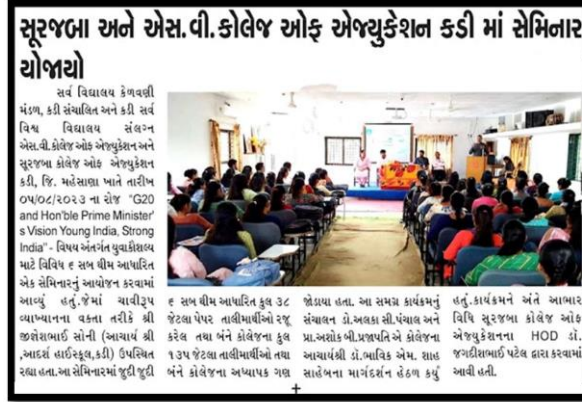 સૂરજબા અને એસ.વી.કોલેજ ઓફ એજ્યુકેશન કડી માં સેમિનાર
યોજાયો
સર્વ વિદ્યાલય કેળવણી
મંડળ, કડી સંચાલિત અને કડી સર્વ
વિશ્વ વિદ્યાલય સંલગ્ન
એસ.વી.કોલેજ ઓફ એજ્યુકેશન અને
સૂરજબા કોલેજ ઓફ એજ્યુકેશન
કડી, જિ. મહેસાણા ખાતે તારીખ
૦૫/૦૮/૨૦૨૩ ના રોજ "G20
and Hon'ble Prime Minister'
s Vision Young India, Strong
India" - વિષય અંતર્ગત યુવાકૌશલ્ય
માટે વિવિધ ૬ સબ થીમ આધારિત
એક સેમિનારનું આયોજન કરવામાં
આવ્યું હતું.જેમાં ચાવીરૂપ
વ્યાખ્યાનના વક્તા તરીકે શ્રી
જીજ્ઞેશભાઈ સોની (આચાર્ય શ્રી
,આદર્શ હાઈસ્કૂલ,કડી) ઉપસ્થિત
રહ્યા હતા.આ સેમિનારમાં જુદી જુદી
૬ સબ થીમ આધારિત કુલ ૩૮
જેટલા પેપર તાલીમાર્થીઓ રજૂ
કરેલ તથા બંને કોલેજના કુલ
૧૩૫ જેટલા તાલીમાર્થીઓ તથા
બંને કોલેજના અધ્યાપક ગણ
જોડાયા હતા. આ સમગ્ર કાર્યક્રમનું
સંચાલન ડૉ.અલકા સી.પંચાલ અને
પ્રા.અશોક બી.પ્રજાપતિ એ કોલેજના
આચાર્યશ્રી ડૉ.ભાવિક એમ. શાહ
સાહેબના માર્ગદર્શન હેઠળ કર્યું
હતું.કાર્યક્રમને અંતે આભાર
વિધિ સૂરજબા કોલેજ ઓફ
એજ્યુકેશનના HOD ડૉ.
જગદીશભાઈ પટેલ દ્વારા કરવામાં
આવી હતી.